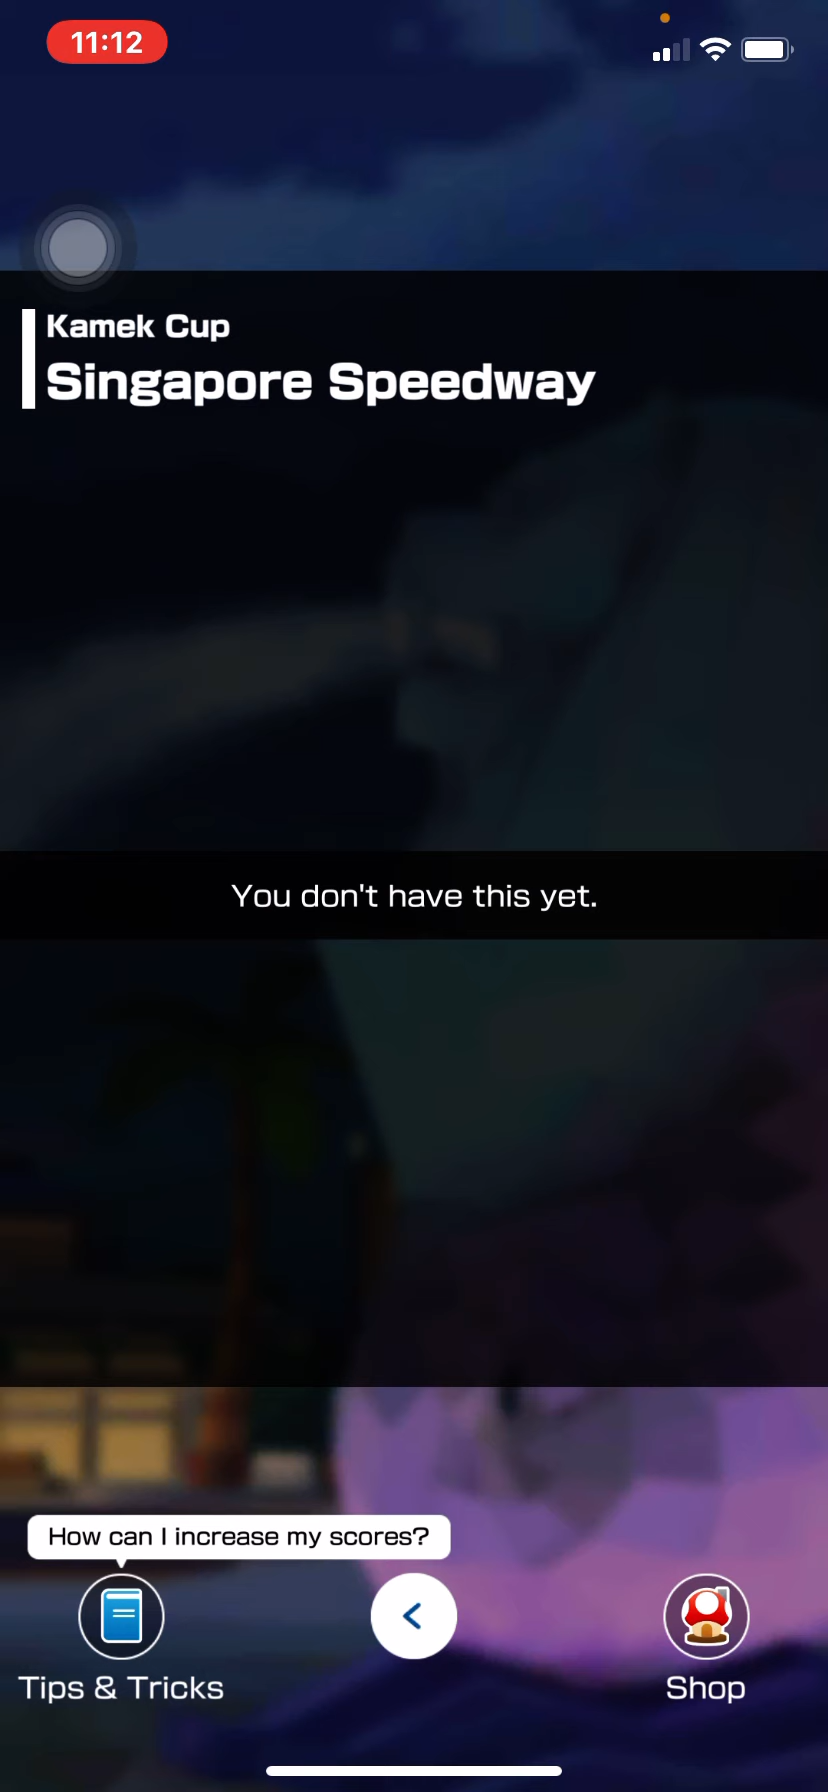 11:12
Kamek Cup
Singapore Speedway
You don't have this yet.
How can I increase my scores?
<
Tips & Tricks
Shop